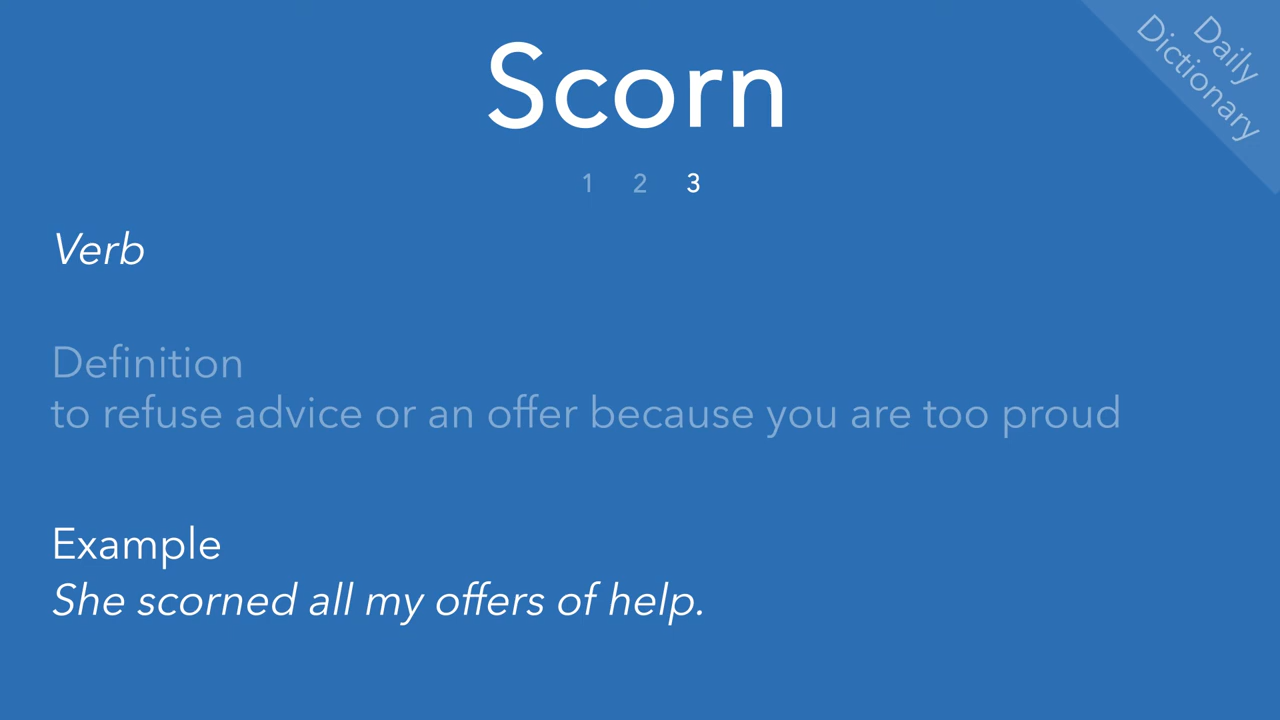 Scorn
Daily
Dictionary
1 2 3
Verb
Definition
to refuse advice or an offer because you are too proud
Example
She scorned all my offers of help.